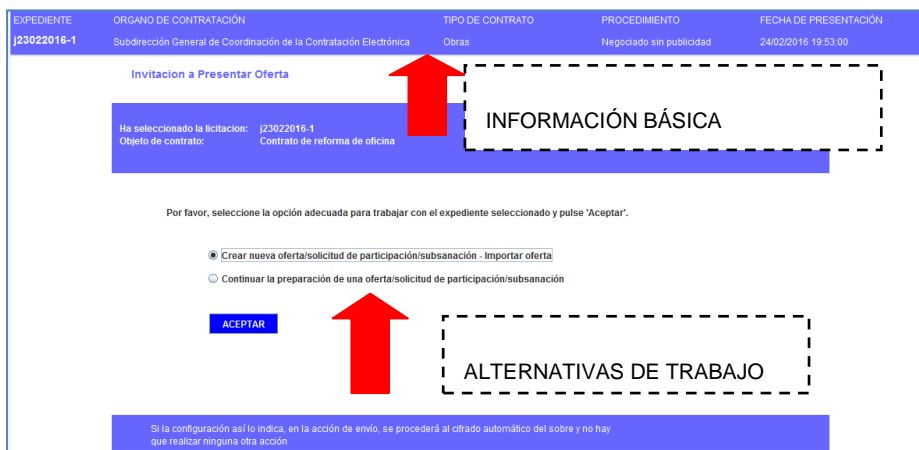 EXPEDIENTE ORGANO DE CONTRATACIÓN TIPO DE CONTRATO PROCEDIMIENTO FECHA DE PRESENTACIÓN
j23022016-1 Subdirección General de Coordinación de la Contratación Electrónica Obras Negociado sin publicidad 24/02/2016 19:53:00
Invitacion a Presentar Oferta
INFORMACIÓN BÁSICA
Ha seleccionado la licitacion: j23022016-1
Objeto de contrato: Contrato de reforma de oficina
Por favor, seleccione la opción adecuada para trabajar con el expediente seleccionado y pulse 'Aceptar'.
Crear nueva oferta/solicitud de participación/subsanación - Importar oferta
Continuar la preparación de una oferta/solicitud de participación/subsanación
ACEPTAR
ALTERNATIVAS DE TRABAJO
Si la configuración así lo indica, en la acción de envío, se procederá al cifrado automático del sobre y no hay
que realizar ninguna otra acción